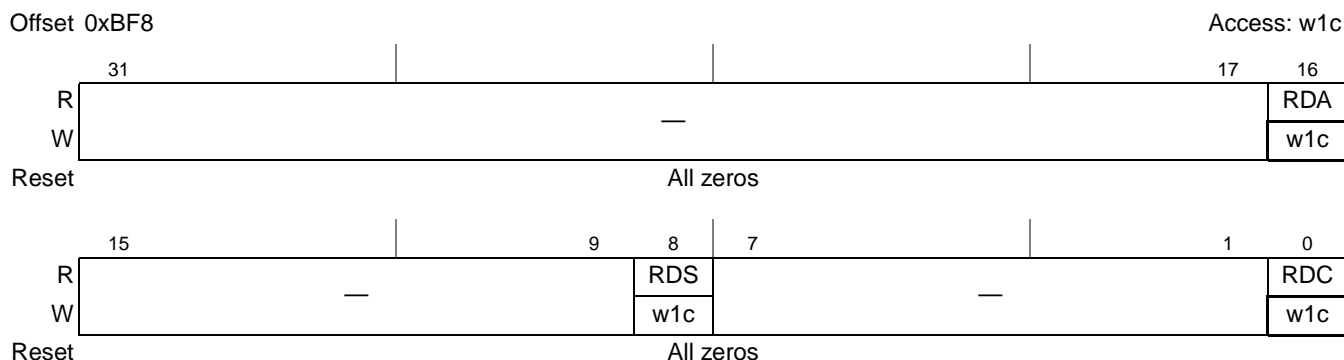 Offset 0xBF8 Access: w1c
31 17 16
R — RDA
W w1c
Reset All zeros
15 9 8 7 1 0
R — RDS — RDC
W w1c w1c
Reset All zeros